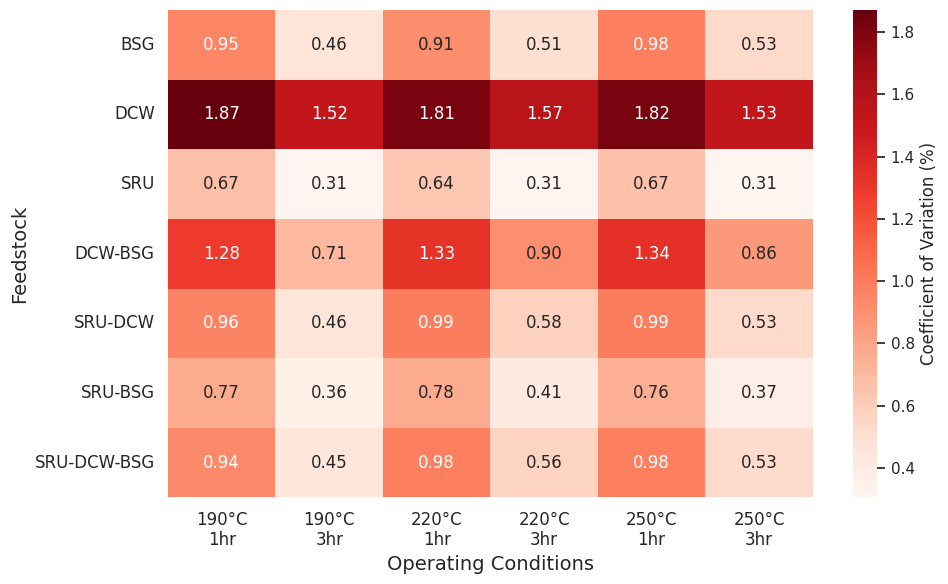 BSG 0.95 0.46 0.91 0.51 0.98 0.53
DCW 1.87 1.52 1.81 1.57 1.82 1.53
SRU 0.67 0.31 0.64 0.31 0.67 0.31
DCW-BSG 1.28 0.71 1.33 0.90 1.34 0.86
SRU-DCW 0.96 0.46 0.99 0.58 0.99 0.53
SRU-BSG 0.77 0.36 0.78 0.41 0.76 0.37
SRU-DCW-BSG 0.94 0.45 0.98 0.56 0.98 0.53
190°C 190°C 220°C 220°C 250°C 250°C
1hr 3hr 1hr 3hr 1hr 3hr
Operating Conditions
Feedstock
1.8
1.6
1.4
1.2
1.0
0.8
0.6
0.4
Coefficient of Variation (%)